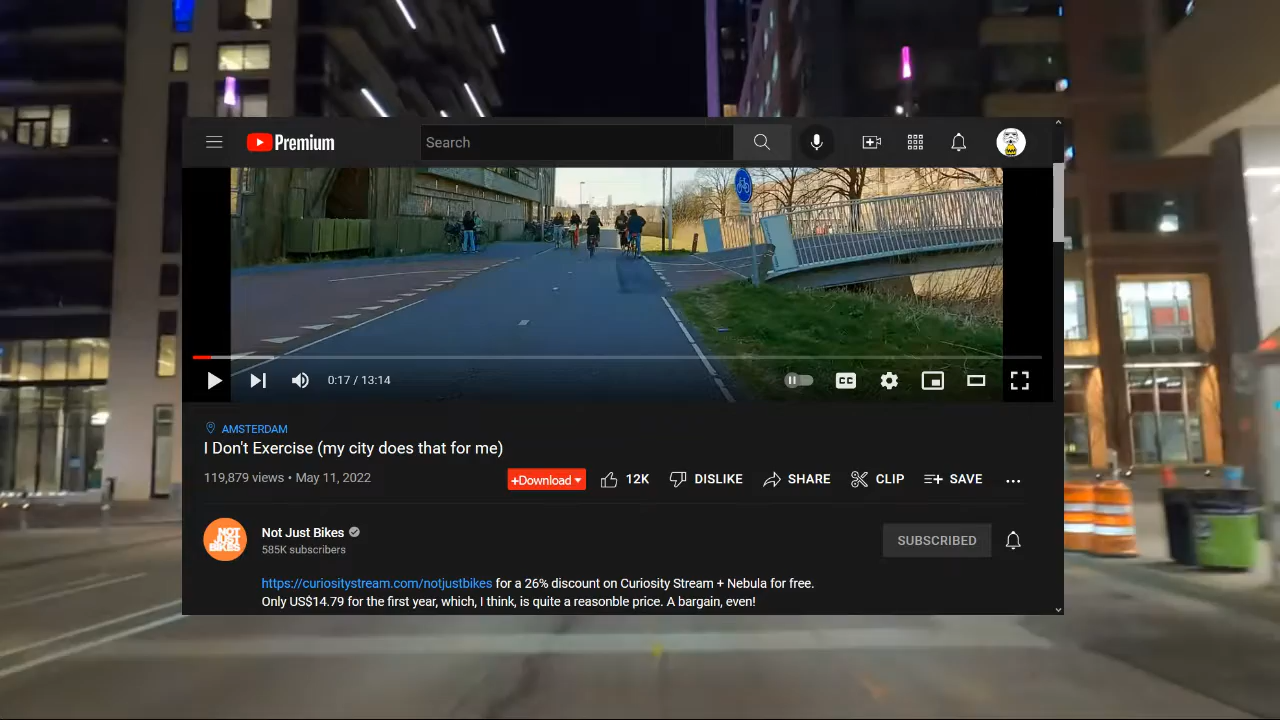 Premium
Search
0:17 / 13:14
CC
AMSTERDAM
I Don't Exercise (my city does that for me)
119,879 views • May 11, 2022
+Download
12K
DISLIKE
SHARE
CLIP
SAVE
NOT
JUST
BIKES
Not Just Bikes
585K subscribers
SUBSCRIBED
https://curiositystream.com/notjustbikes for a 26% discount on Curiosity Stream + Nebula for free.
Only US$14.79 for the first year, which, I think, is quite a reasonble price. A bargain, even!